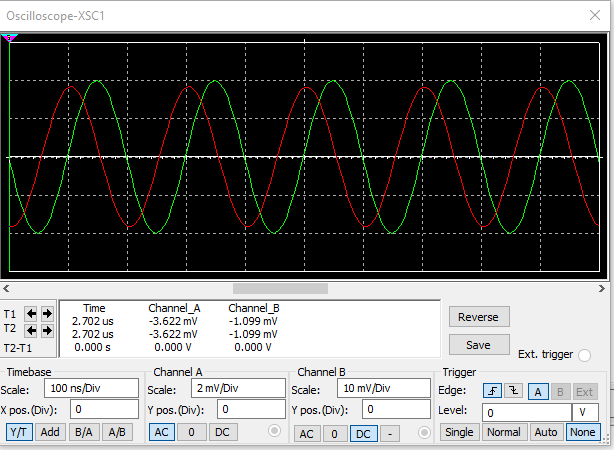 Oscilloscope-XSC1
T1
T2
T2-T1
Time Channel_A Channel_B
2.702 us -3.622 mV -1.099 mV
2.702 us -3.622 mV -1.099 mV
0.000 s 0.000 V 0.000 V
Reverse
Save
Ext. trigger
Timebase
Scale: 100 ns/Div
X pos.(Div): 0
Y/T Add B/A A/B
Channel A
Scale: 2 mV/Div
Y pos.(Div): 0
AC 0 DC
Channel B
Scale: 10 mV/Div
Y pos.(Div): 0
AC 0 DC -
Trigger
Edge: A B Ext
Level: 0 V
Single Normal Auto None